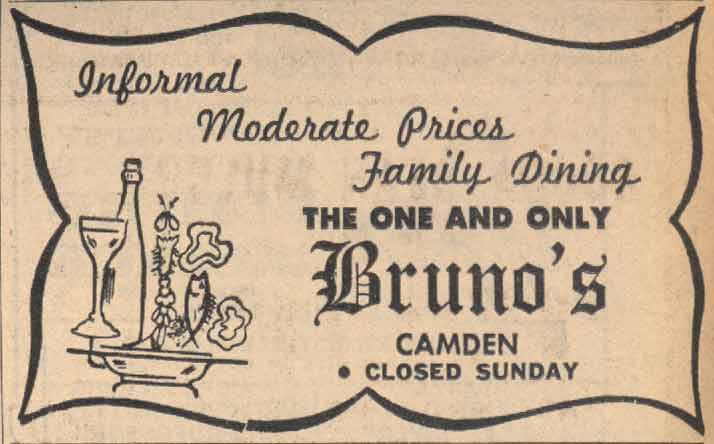 Informal
Moderate Prices
Family Dining
THE ONE AND ONLY
Bruno's
CAMDEN
• CLOSED SUNDAY